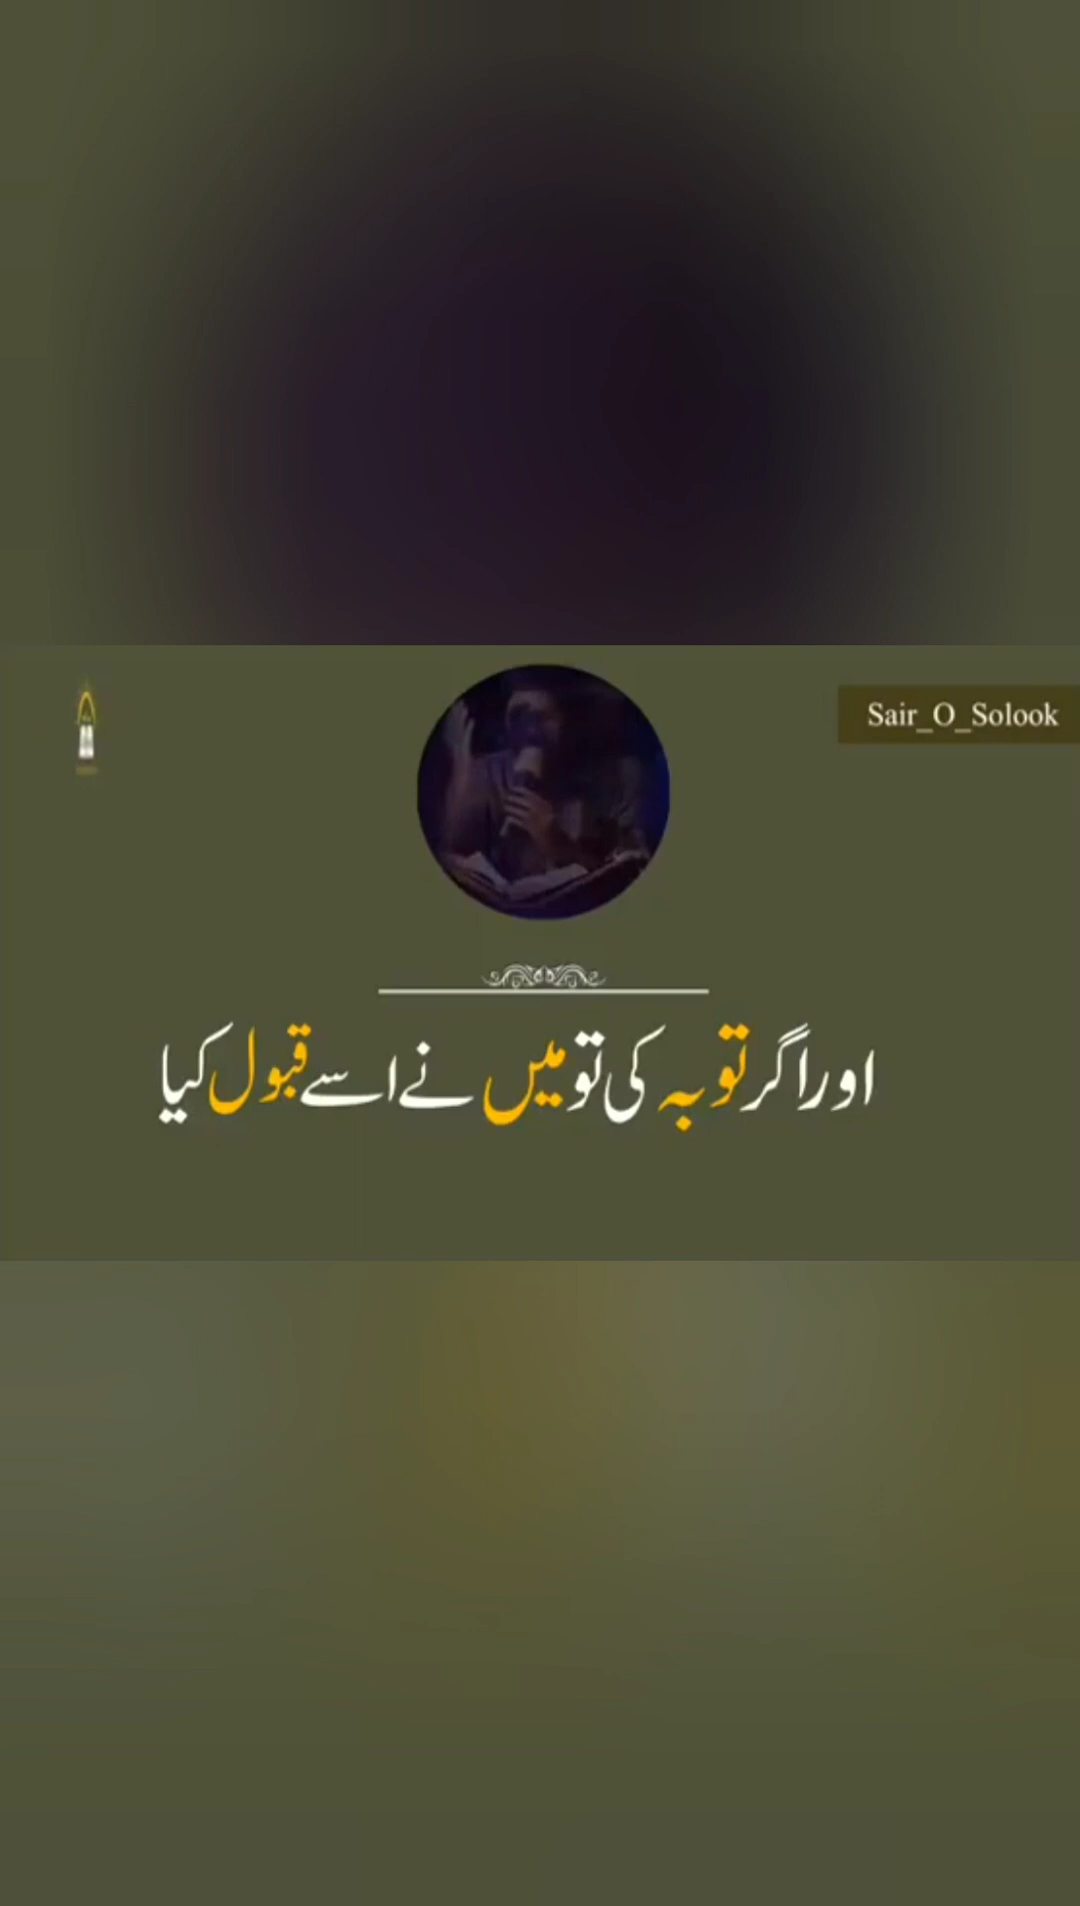 Sair_O_Solook
اور اگر توبہ کی تو میں نے اسے قبول کیا